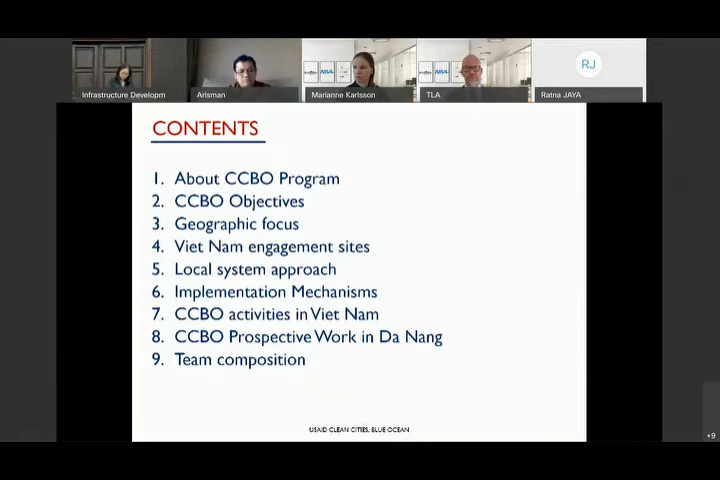 RJ
Infrastructure Developm
Arisman
Marianne Karlsson
TLA
Ratna JAYA
CONTENTS
1. About CCBO Program
2. CCBO Objectives
3. Geographic focus
4. Viet Nam engagement sites
5. Local system approach
6. Implementation Mechanisms
7. CCBO activities in Viet Nam
8. CCBO Prospective Work in Da Nang
9. Team composition
USAID CLEAN CITIES, BLUE OCEAN
+9